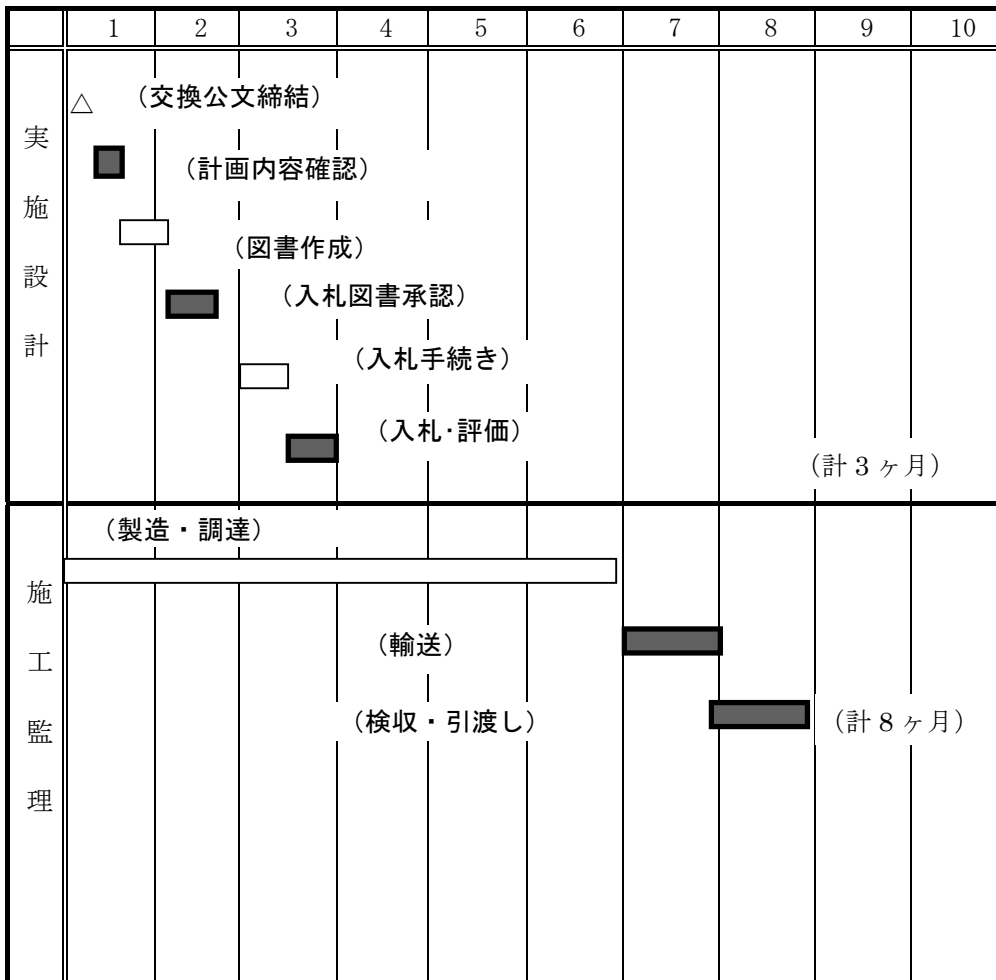 1 2 3 4 5 6 7 8 9 10
実施設計
△ （交換公文締結）
（計画内容確認）
（図書作成）
（入札図書承認）
（入札手続き）
（入札・評価）
（計 3 ヶ月）
施工監理
（製造・調達）
（輸送）
（検収・引渡し）
（計 8 ヶ月）